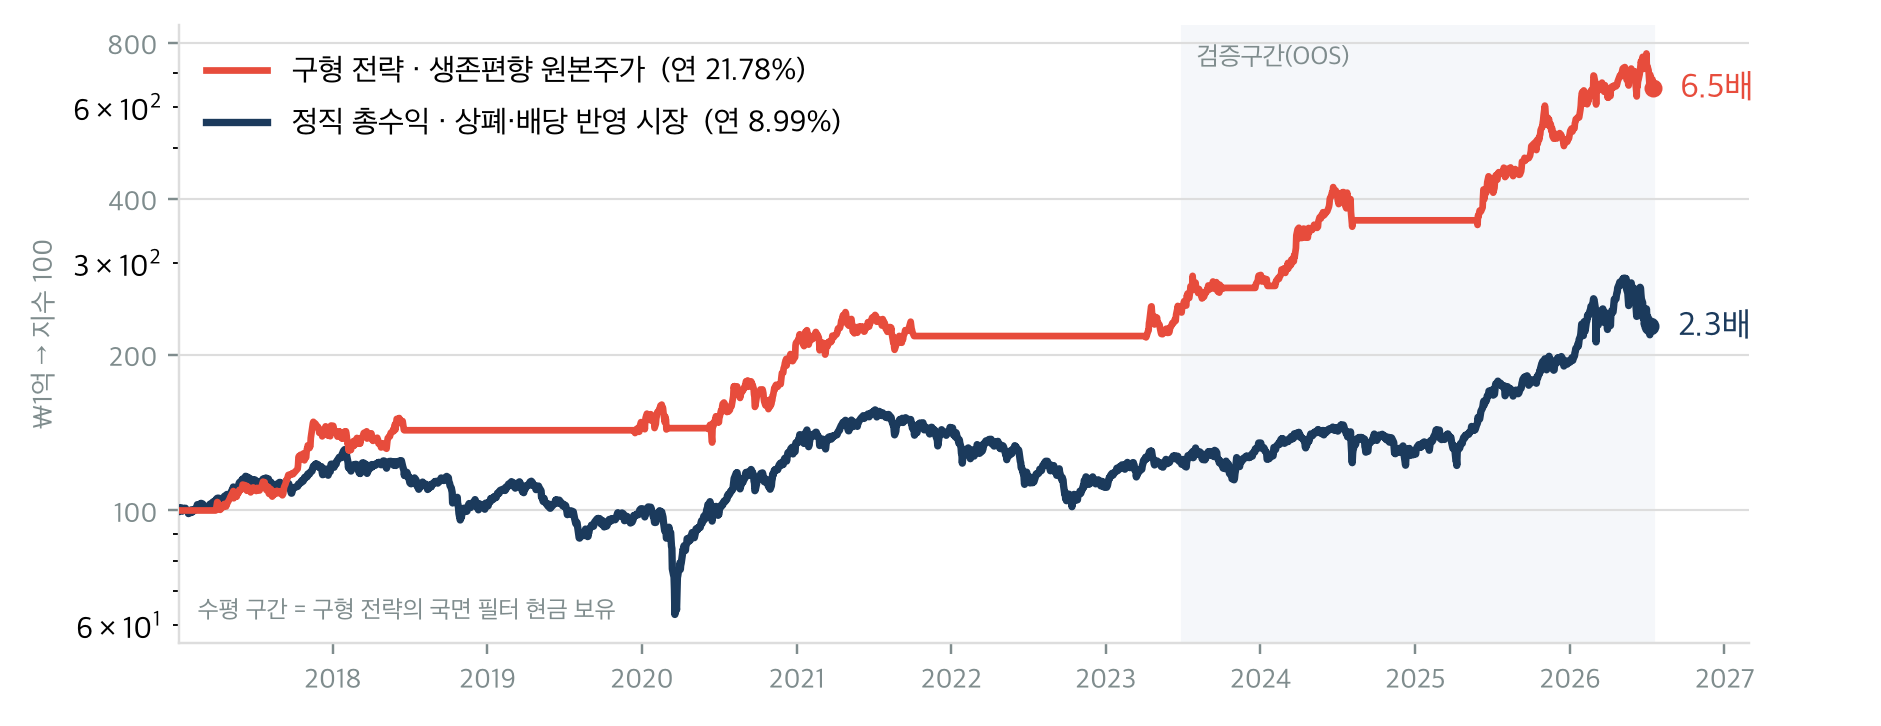 800
6 × 10²
400
3 × 10²
200
100
6 × 10¹
₩1억 → 지수 100
구형 전략 · 생존편향 원본주가 (연 21.78%)
정직 총수익 · 상폐·배당 반영 시장 (연 8.99%)
검증구간(OOS)
6.5배
2.3배
수평 구간 = 구형 전략의 국면 필터 현금 보유
2018 2019 2020 2021 2022 2023 2024 2025 2026 2027